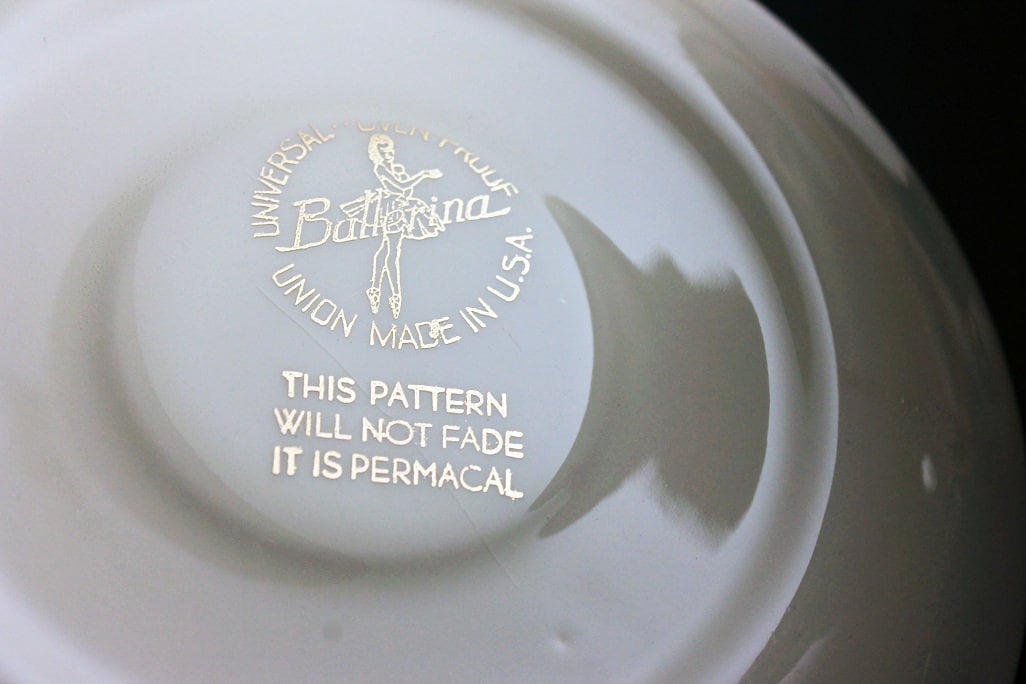 UNIVERSAL OVEN PROOF
Ballerina
UNION MADE IN U.S.A.
THIS PATTERN
WILL NOT FADE
IT IS PERMACAL